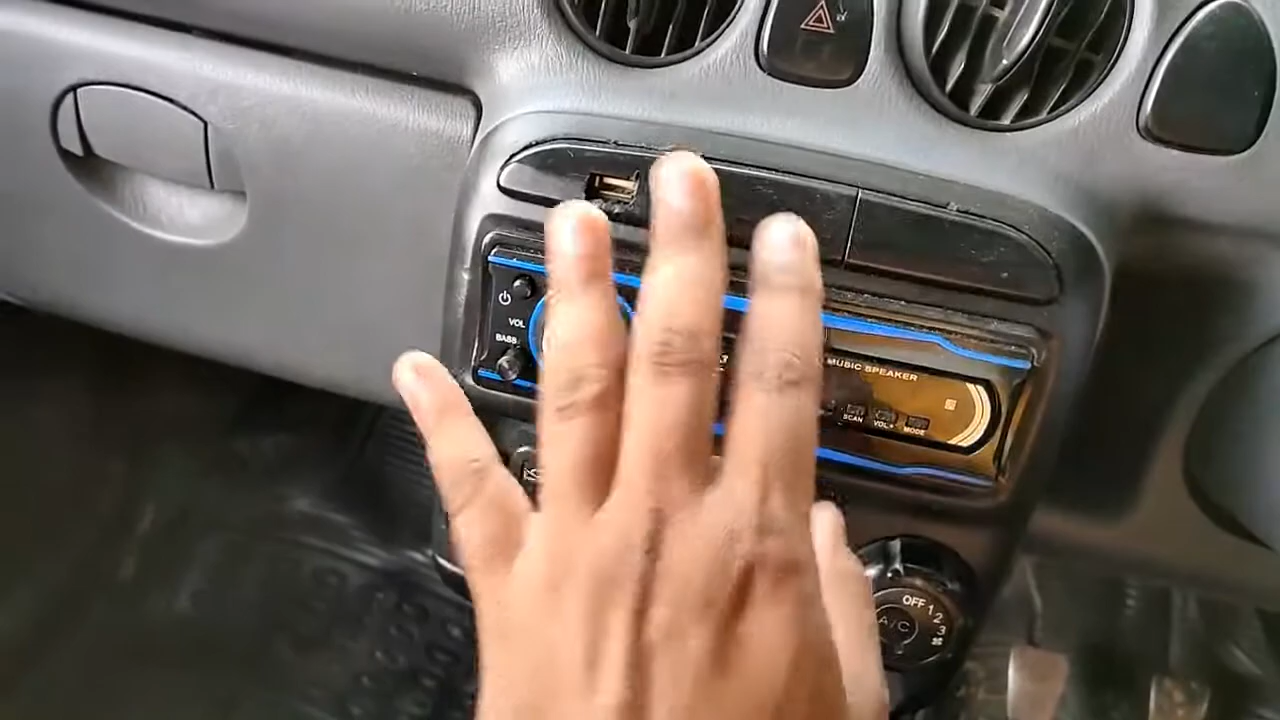 VOL
BASS
MUSIC SPEAKER
SCAN
VOL+
MODE
OFF 1
2
3
A/C